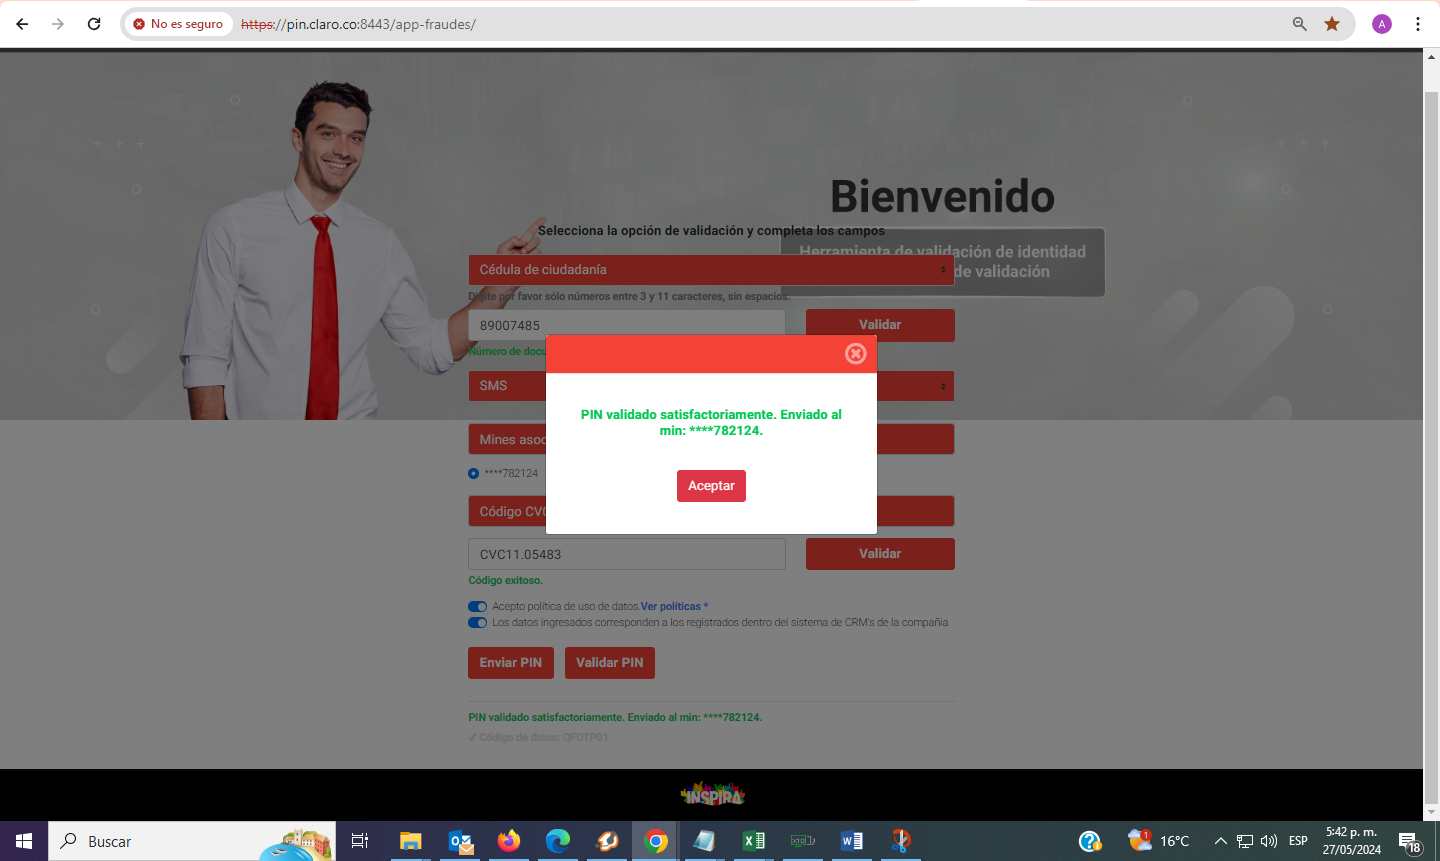 No es seguro
https://pin.claro.co:8443/app-fraudes/
A
Bienvenido
Selecciona la opción de validación y completa los campos
Herramienta de validación de identidad
de validación
Cédula de ciudadanía
Digite por favor sólo números entre 3 y 11 caracteres, sin espacios.
89007485
Validar
Número de docu
SMS
PIN validado satisfactoriamente. Enviado al
min: ****782124.
Aceptar
Mines asoc
****782124
Código CVC
CVC11.05483
Validar
Código exitoso.
Acepto política de uso de datos.Ver políticas *
Los datos ingresados corresponden a los registrados dentro del sistema de CRM's de la compañia
Enviar PIN
Validar PIN
PIN validado satisfactoriamente. Enviado al min: ****782124.
✓ Código de datos: QFOTP01
INSPIRA
Buscar
1
16°C
ESP
5:42 p. m.
27/05/2024
18